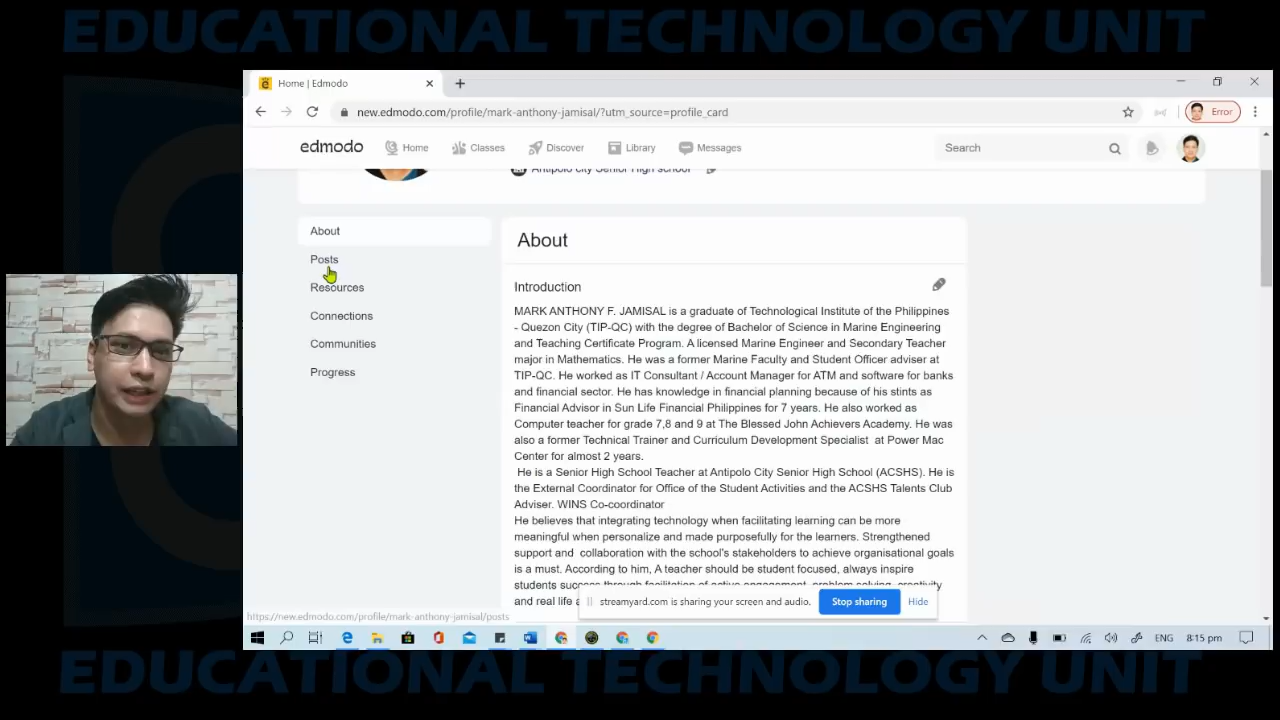 EDUCATIONAL TECHNOLOGY UNIT
Home | Edmodo
new.edmodo.com/profile/mark-anthony-jamisal/?utm_source=profile_card
Error
edmodo
Home
Classes
Discover
Library
Messages
Search
Antipolo city Senior High school
About
Posts
Resources
Connections
Communities
Progress
About
Introduction
MARK ANTHONY F. JAMISAL is a graduate of Technological Institute of the Philippines
- Quezon City (TIP-QC) with the degree of Bachelor of Science in Marine Engineering
and Teaching Certificate Program. A licensed Marine Engineer and Secondary Teacher
major in Mathematics. He was a former Marine Faculty and Student Officer adviser at
TIP-QC. He worked as IT Consultant / Account Manager for ATM and software for banks
and financial sector. He has knowledge in financial planning because of his stints as
Financial Advisor in Sun Life Financial Philippines for 7 years. He also worked as
Computer teacher for grade 7,8 and 9 at The Blessed John Achievers Academy. He was
also a former Technical Trainer and Curriculum Development Specialist at Power Mac
Center for almost 2 years.
He is a Senior High School Teacher at Antipolo City Senior High School (ACSHS). He is
the External Coordinator for Office of the Student Activities and the ACSHS Talents Club
Adviser. WINS Co-coordinator
He believes that integrating technology when facilitating learning can be more
meaningful when personalize and made purposefully for the learners. Strengthened
support and collaboration with the school's stakeholders to achieve organisational goals
is a must. According to him, A teacher should be student focused, always inspire
students success through facilitation of active engagement, problem solving, creativity
and real life
streamyard.com is sharing your screen and audio.
Stop sharing
Hide
https://new.edmodo.com/profile/mark-anthony-jamisal/posts
ENG
8:15 pm
EDUCATIONAL TECHNOLOGY UNIT